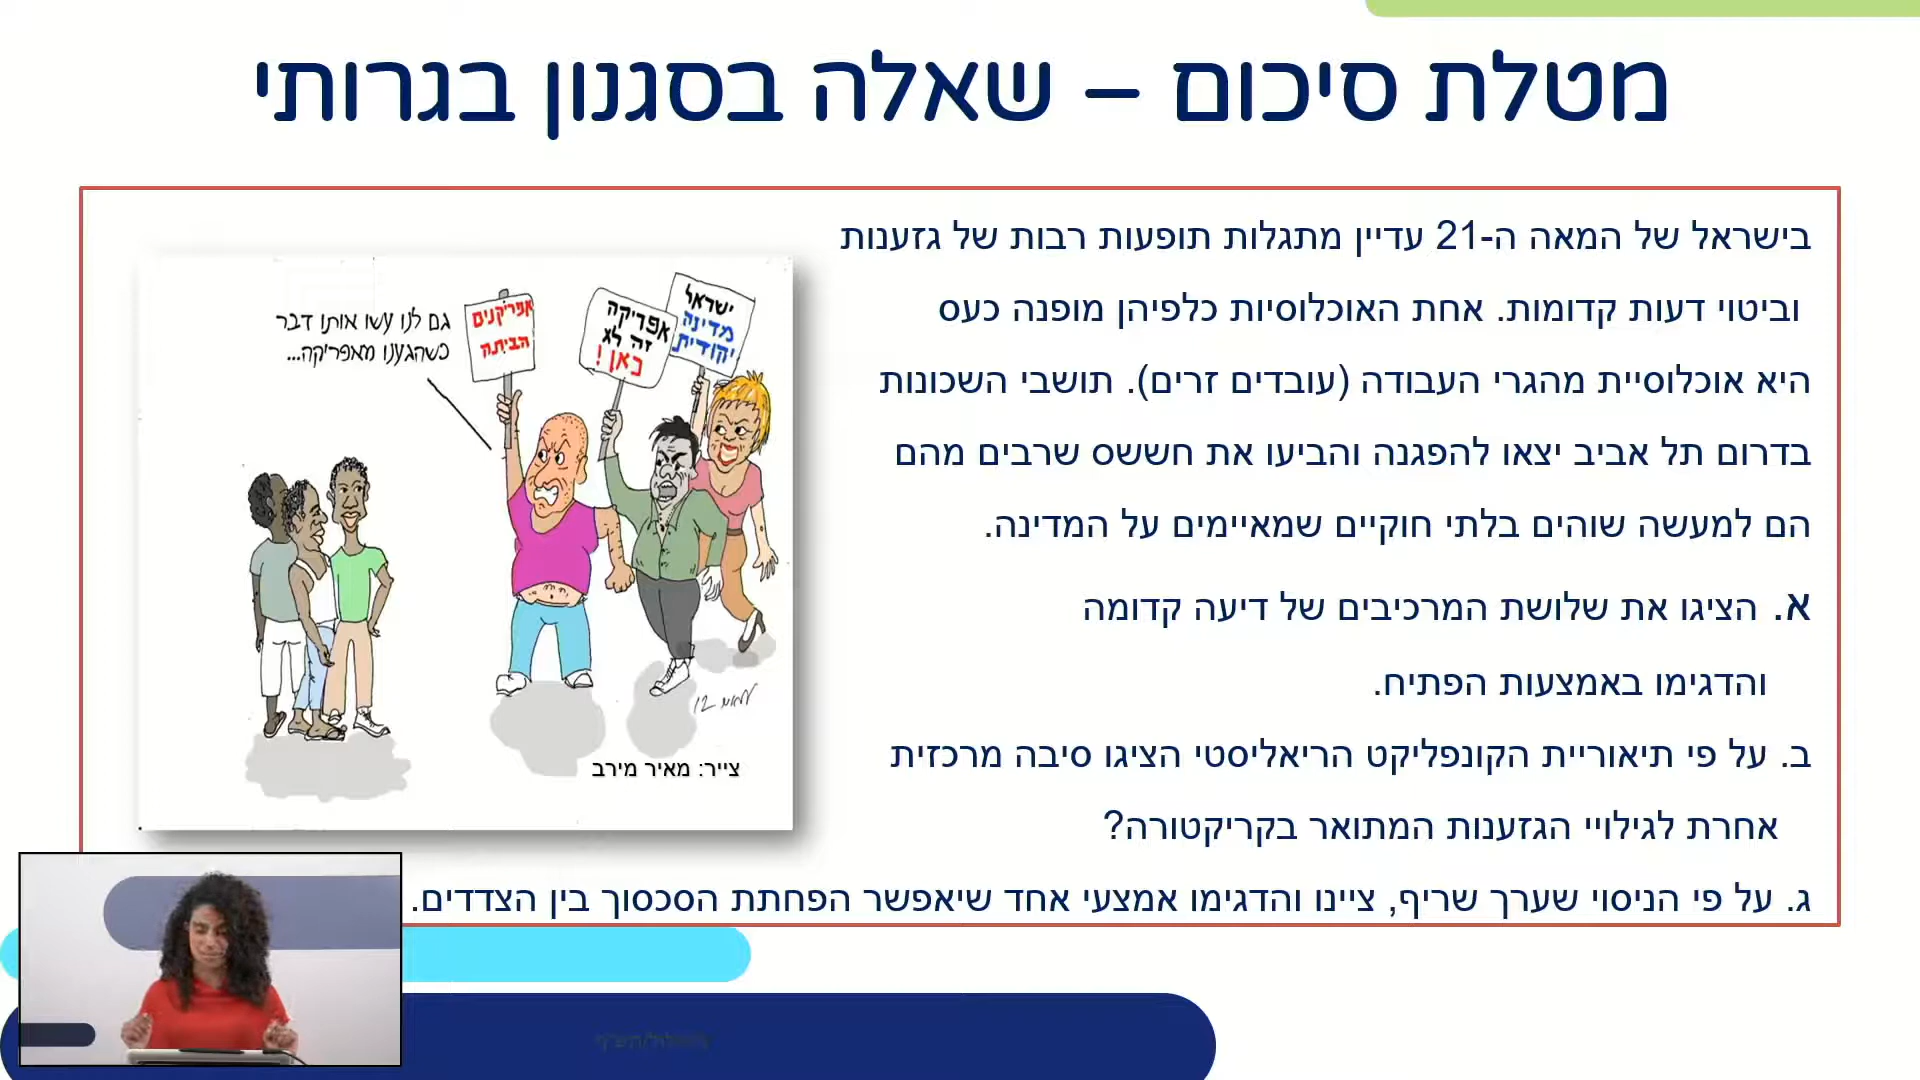 מטלת סיכום – שאלה בסגנון בגרותי
בישראל של המאה ה-21 עדיין מתגלות תופעות רבות של גזענות
וביטוי דעות קדומות. אחת האוכלוסיות כלפיהן מופנה כעס
היא אוכלוסיית מהגרי העבודה (עובדים זרים). תושבי השכונות
בדרום תל אביב יצאו להפגנה והביעו את חששס שרבים מהם
הם למעשה שוהים בלתי חוקיים שמאיימים על המדינה.
א. הציגו את שלושת המרכיבים של דיעה קדומה
והדגימו באמצעות הפתיח.
ב. על פי תיאוריית הקונפליקט הריאליסטי הציגו סיבה מרכזית
אחרת לגילויי הגזענות המתואר בקריקטורה?
ג. על פי הניסוי שערך שריף, ציינו והדגימו אמצעי אחד שיאפשר הפחתת הסכסוך בין הצדדים.
ישראל
מדינה
יהודית
אפריקה
זה לא
כאן!
אפריקנים
הביתה
גם לנו עשו אותו דבר
כשהגענו מאפריקה...
צייר: מאיר מירב